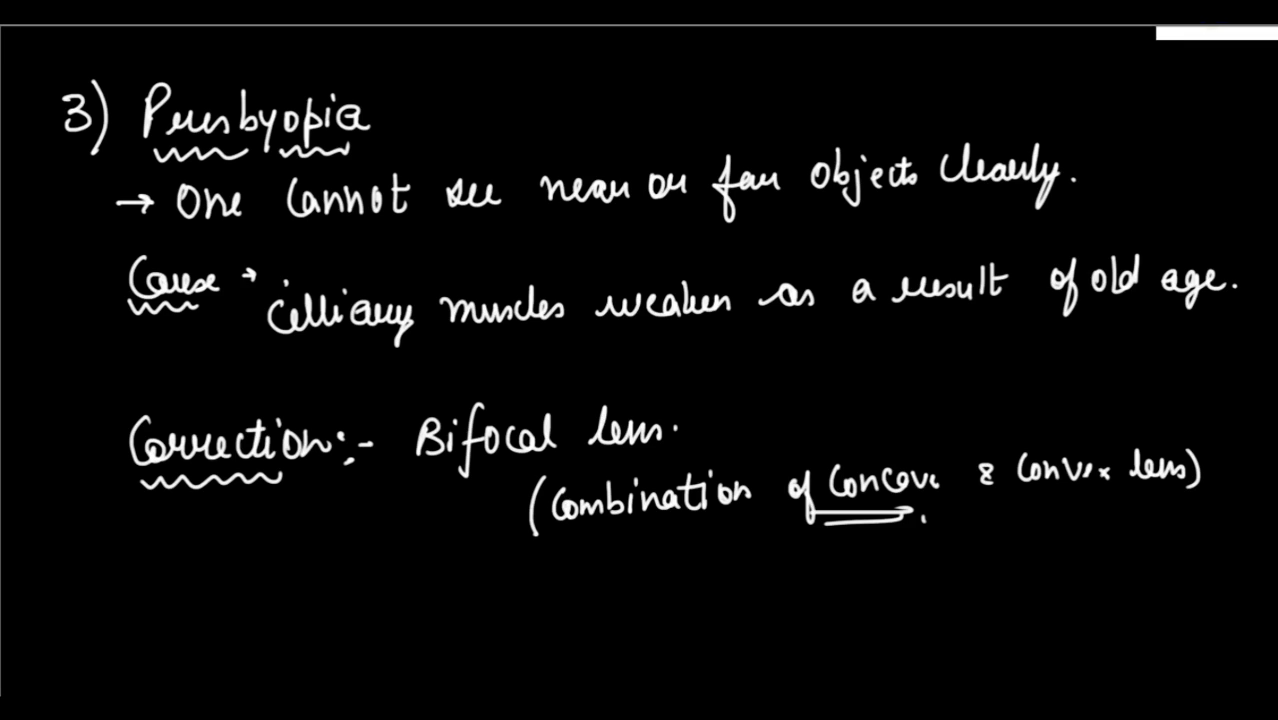 3) Presbyopia
→ One cannot see near or far objects clearly.
Cause → Cilliary muscles weaken as a result of old age.
Correction:- Bifocal lens.
(Combination of Concave & Convex lens)